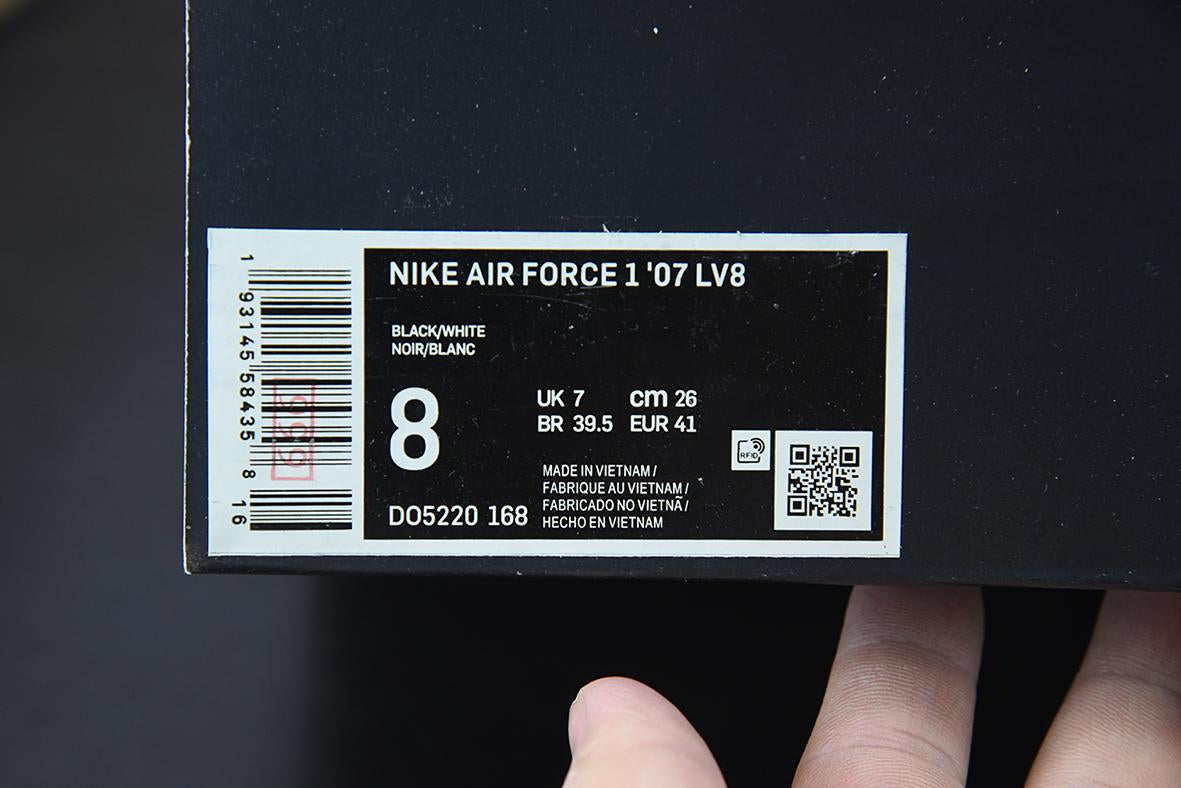 1 93145 58435 8 16
666
NIKE AIR FORCE 1 '07 LV8
BLACK/WHITE
NOIR/BLANC
8
UK 7 cm 26
BR 39.5 EUR 41
RFID
MADE IN VIETNAM /
FABRIQUE AU VIETNAM /
FABRICADO NO VIETNÃ /
HECHO EN VIETNAM
DO5220 168